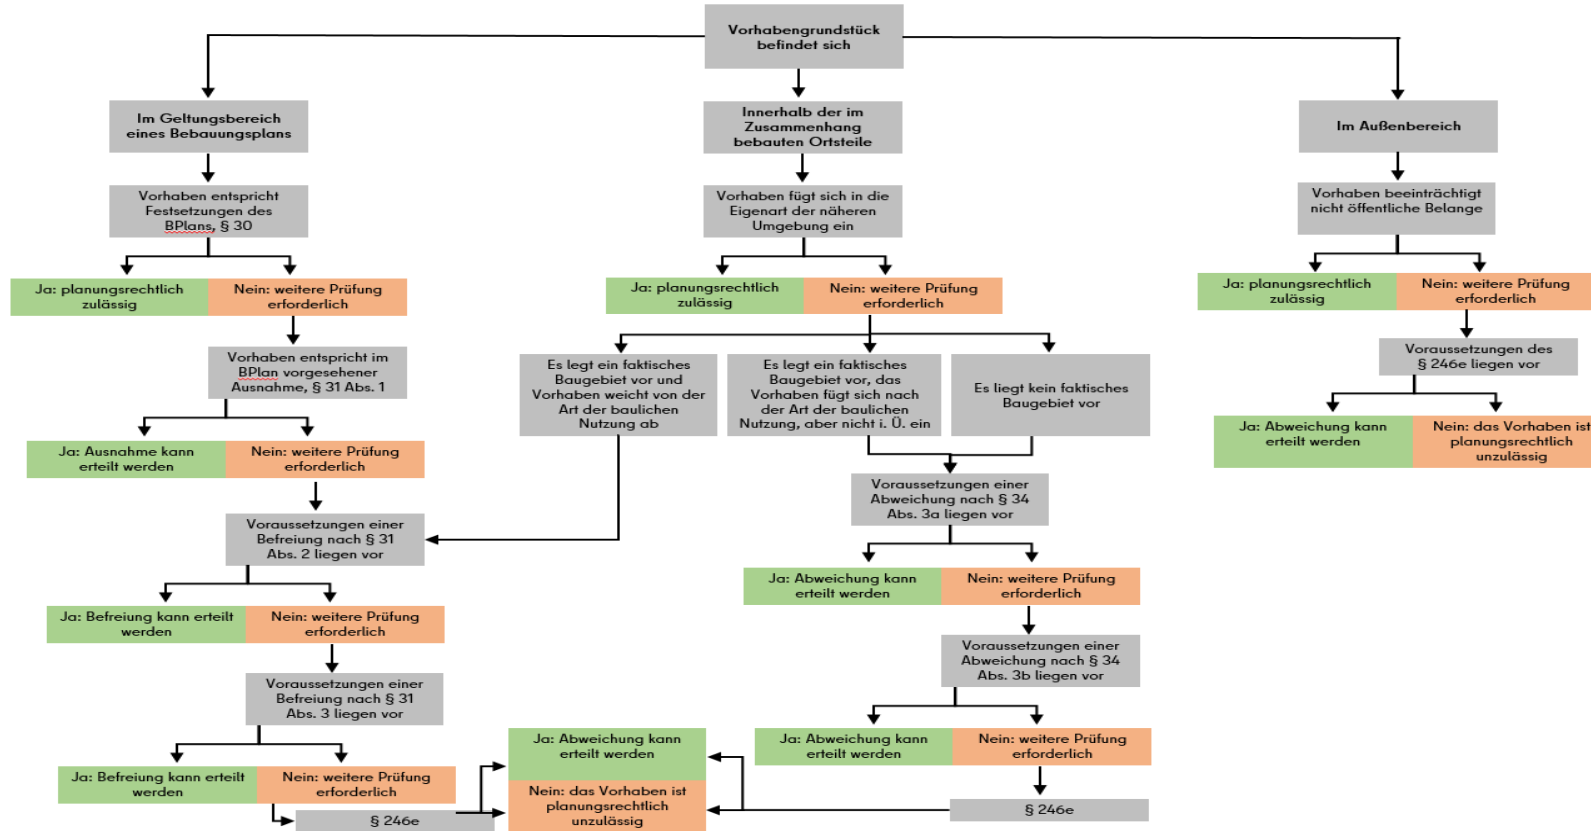 Vorhabengrundstück
befindet sich
Im Geltungsbereich
eines Bebauungsplans
Vorhaben entspricht
Festsetzungen des
BPlans, § 30
Ja: planungsrechtlich
zulässig
Nein: weitere Prüfung
erforderlich
Vorhaben entspricht im
BPlan vorgesehener
Ausnahme, § 31 Abs. 1
Ja: Ausnahme kann
erteilt werden
Nein: weitere Prüfung
erforderlich
Voraussetzungen einer
Befreiung nach § 31
Abs. 2 liegen vor
Ja: Befreiung kann erteilt
werden
Nein: weitere Prüfung
erforderlich
Voraussetzungen einer
Befreiung nach § 31
Abs. 3 liegen vor
Ja: Befreiung kann erteilt
werden
Nein: weitere Prüfung
erforderlich
§ 246e
Innerhalb der im
Zusammenhang
bebauten Ortsteile
Vorhaben fügt sich in die
Eigenart der näheren
Umgebung ein
Ja: planungsrechtlich
zulässig
Nein: weitere Prüfung
erforderlich
Es legt ein faktisches
Baugebiet vor und
Vorhaben weicht von der
Art der baulichen
Nutzung ab
Es legt ein faktisches
Baugebiet vor, das
Vorhaben fügt sich nach
der Art der baulichen
Nutzung, aber nicht i. Ü. ein
Es liegt kein faktisches
Baugebiet vor
Voraussetzungen einer
Abweichung nach § 34
Abs. 3a liegen vor
Ja: Abweichung kann
erteilt werden
Nein: weitere Prüfung
erforderlich
Voraussetzungen einer
Abweichung nach § 34
Abs. 3b liegen vor
Ja: Abweichung kann
erteilt werden
Nein: weitere Prüfung
erforderlich
§ 246e
Ja: Abweichung kann
erteilt werden
Nein: das Vorhaben ist
planungsrechtlich
unzulässig
Im Außenbereich
Vorhaben beeinträchtigt
nicht öffentliche Belange
Ja: planungsrechtlich
zulässig
Nein: weitere Prüfung
erforderlich
Voraussetzungen des
§ 246e liegen vor
Ja: Abweichung kann
erteilt werden
Nein: das Vorhaben ist
planungsrechtlich
unzulässig